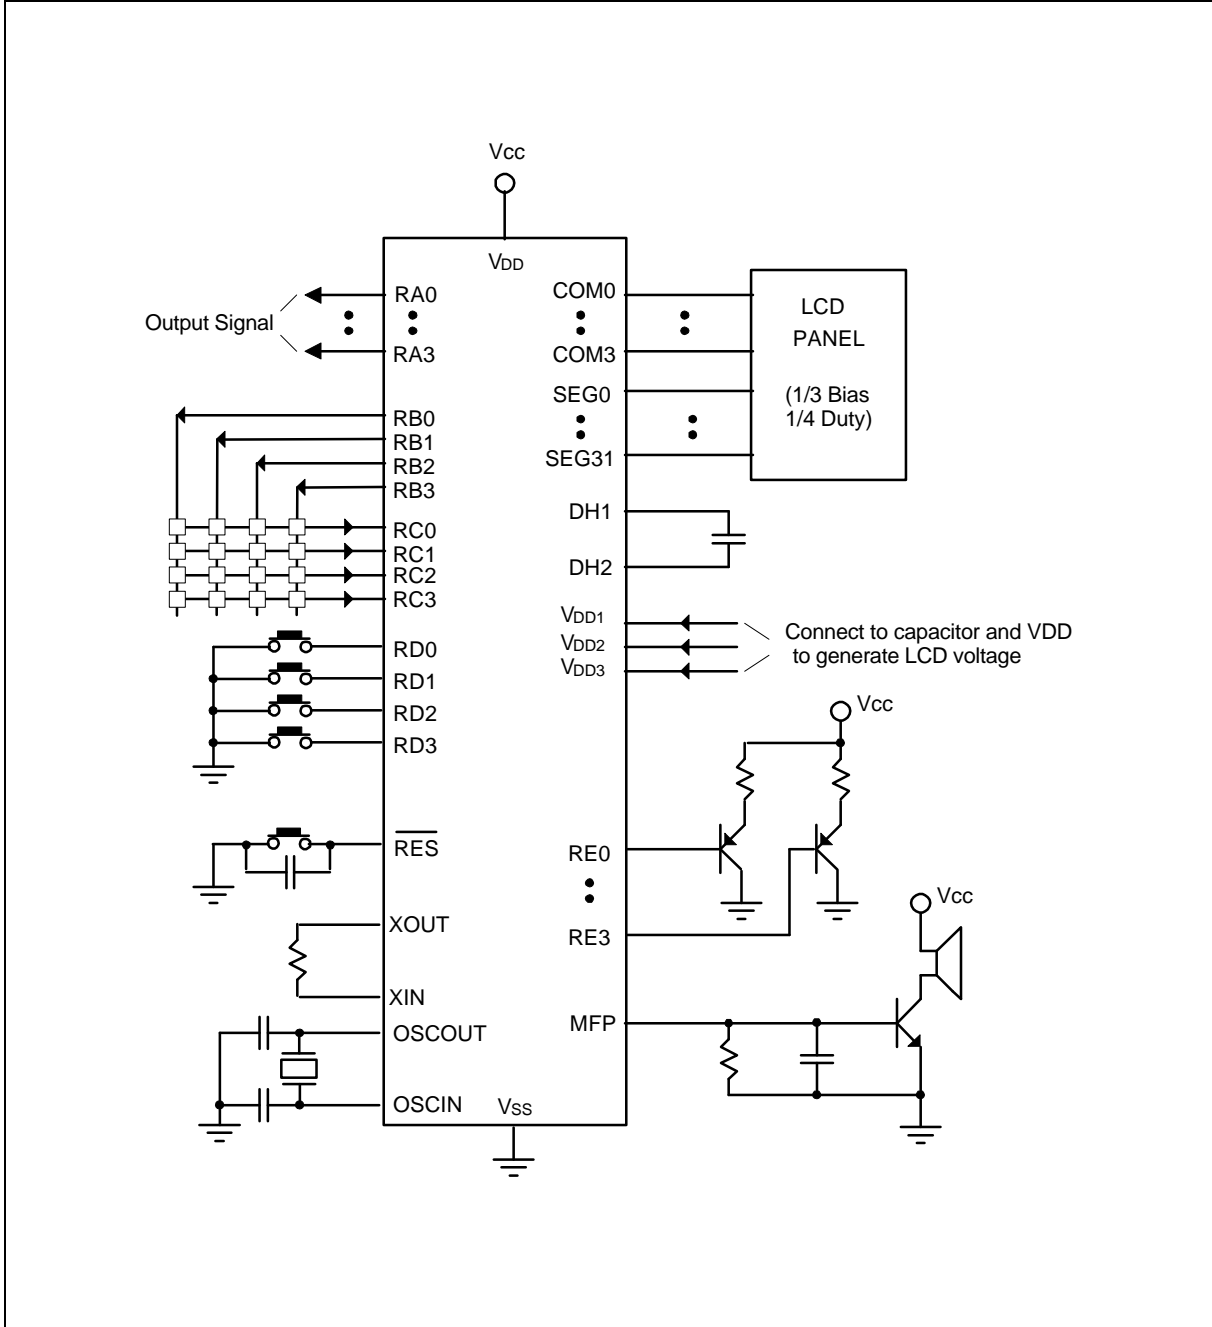 Vcc
VDD
Output Signal
RA0
RA3
RB0
RB1
RB2
RB3
RC0
RC1
RC2
RC3
RD0
RD1
RD2
RD3
RES
XOUT
XIN
OSCOUT
OSCIN
VSS
COM0
COM3
SEG0
SEG31
DH1
DH2
VDD1
VDD2
VDD3
RE0
RE3
MFP
LCD
PANEL
(1/3 Bias
1/4 Duty)
Connect to capacitor and VDD
to generate LCD voltage
Vcc
Vcc